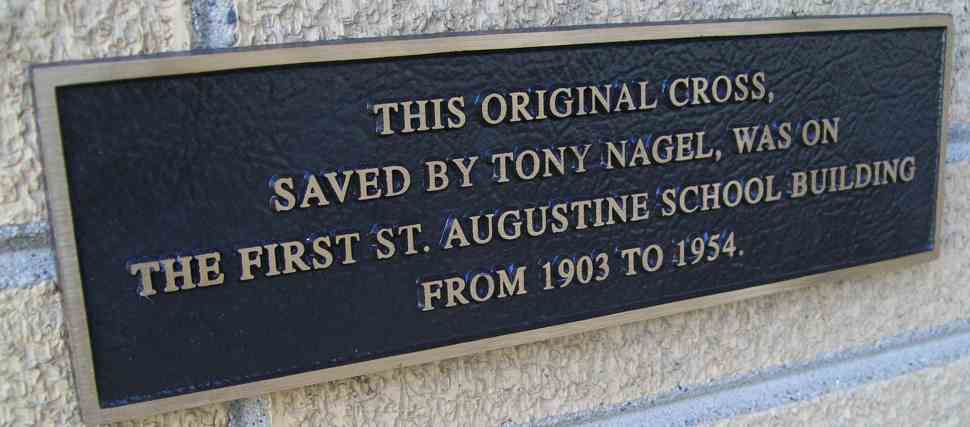 THIS ORIGINAL CROSS,
SAVED BY TONY NAGEL, WAS ON
THE FIRST ST. AUGUSTINE SCHOOL BUILDING
FROM 1903 TO 1954.